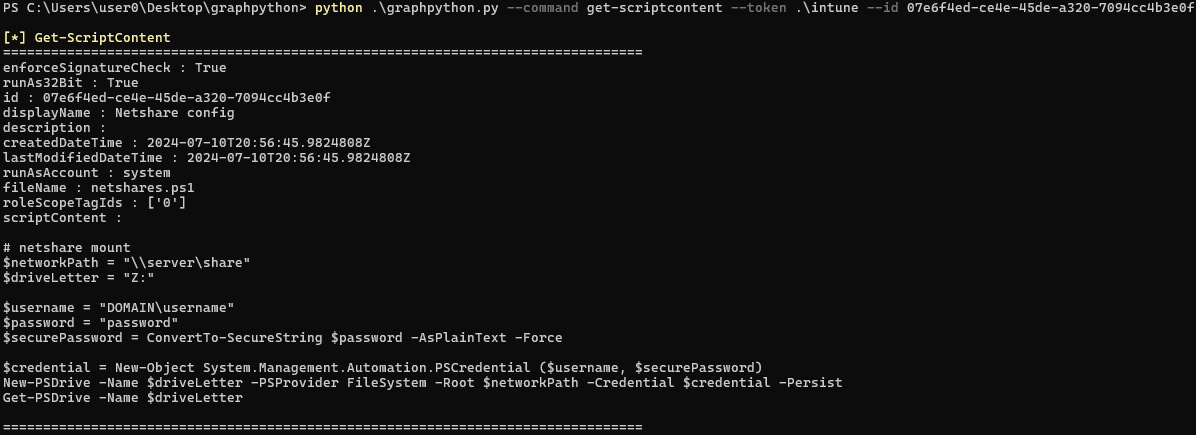 PS C:\Users\user0\Desktop\graphpython> python .\graphpython.py --command get-scriptcontent --token .\intune --id 07e6f4ed-ce4e-45de-a320-7094cc4b3e0f
[*] Get-ScriptContent
================================================================================
enforceSignatureCheck : True
runAs32Bit : True
id : 07e6f4ed-ce4e-45de-a320-7094cc4b3e0f
displayName : Netshare config
description :
createdDateTime : 2024-07-10T20:56:45.9824808Z
lastModifiedDateTime : 2024-07-10T20:56:45.9824808Z
runAsAccount : system
fileName : netshares.ps1
roleScopeTagIds : ['0']
scriptContent :
# netshare mount
$networkPath = "\\server\share"
$driveLetter = "Z:"
$username = "DOMAIN\username"
$password = "password"
$securePassword = ConvertTo-SecureString $password -AsPlainText -Force
$credential = New-Object System.Management.Automation.PSCredential ($username, $securePassword)
New-PSDrive -Name $driveLetter -PSProvider FileSystem -Root $networkPath -Credential $credential -Persist
Get-PSDrive -Name $driveLetter
================================================================================